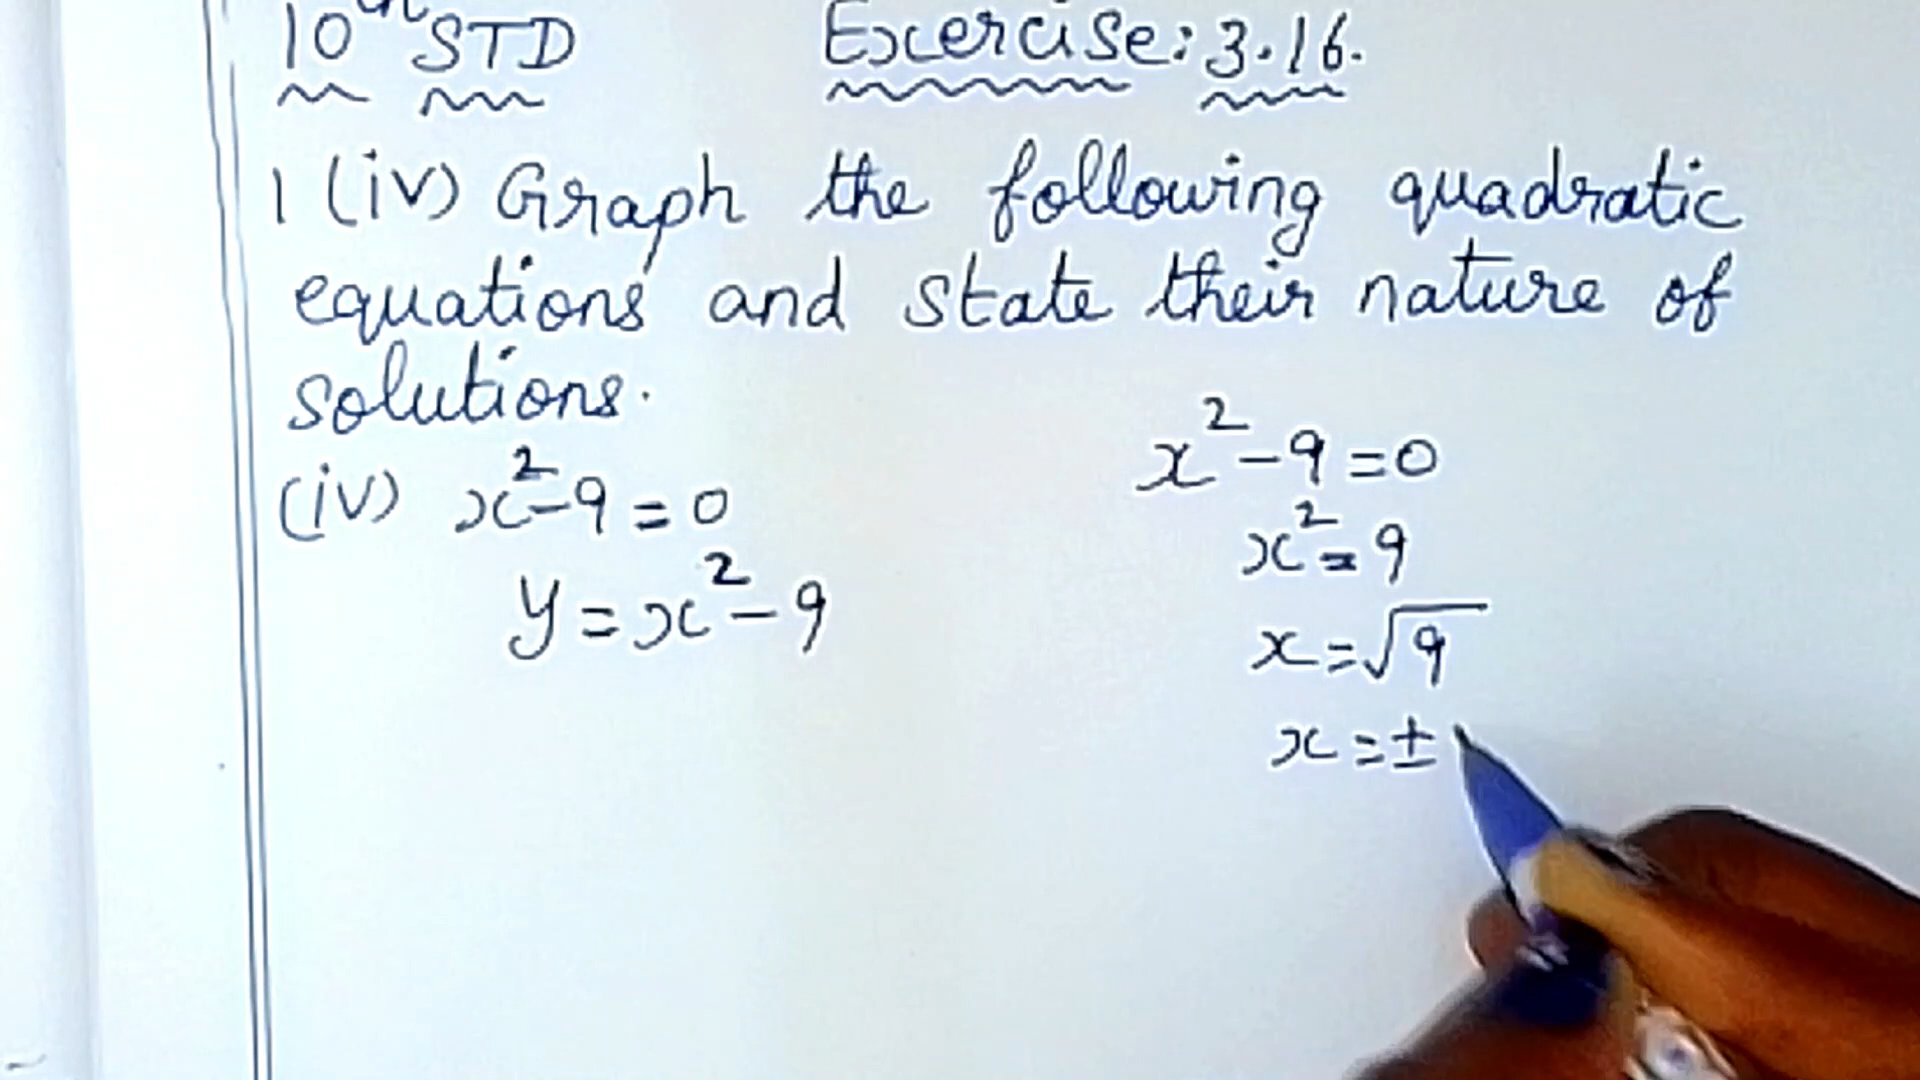 10th STD Exercise: 3.16.
1 (iv) Graph the following quadratic
equations and state their nature of
solutions.
(iv) x²-9=0
y=x²-9
x²-9=0
x²=9
x=√9
x=±